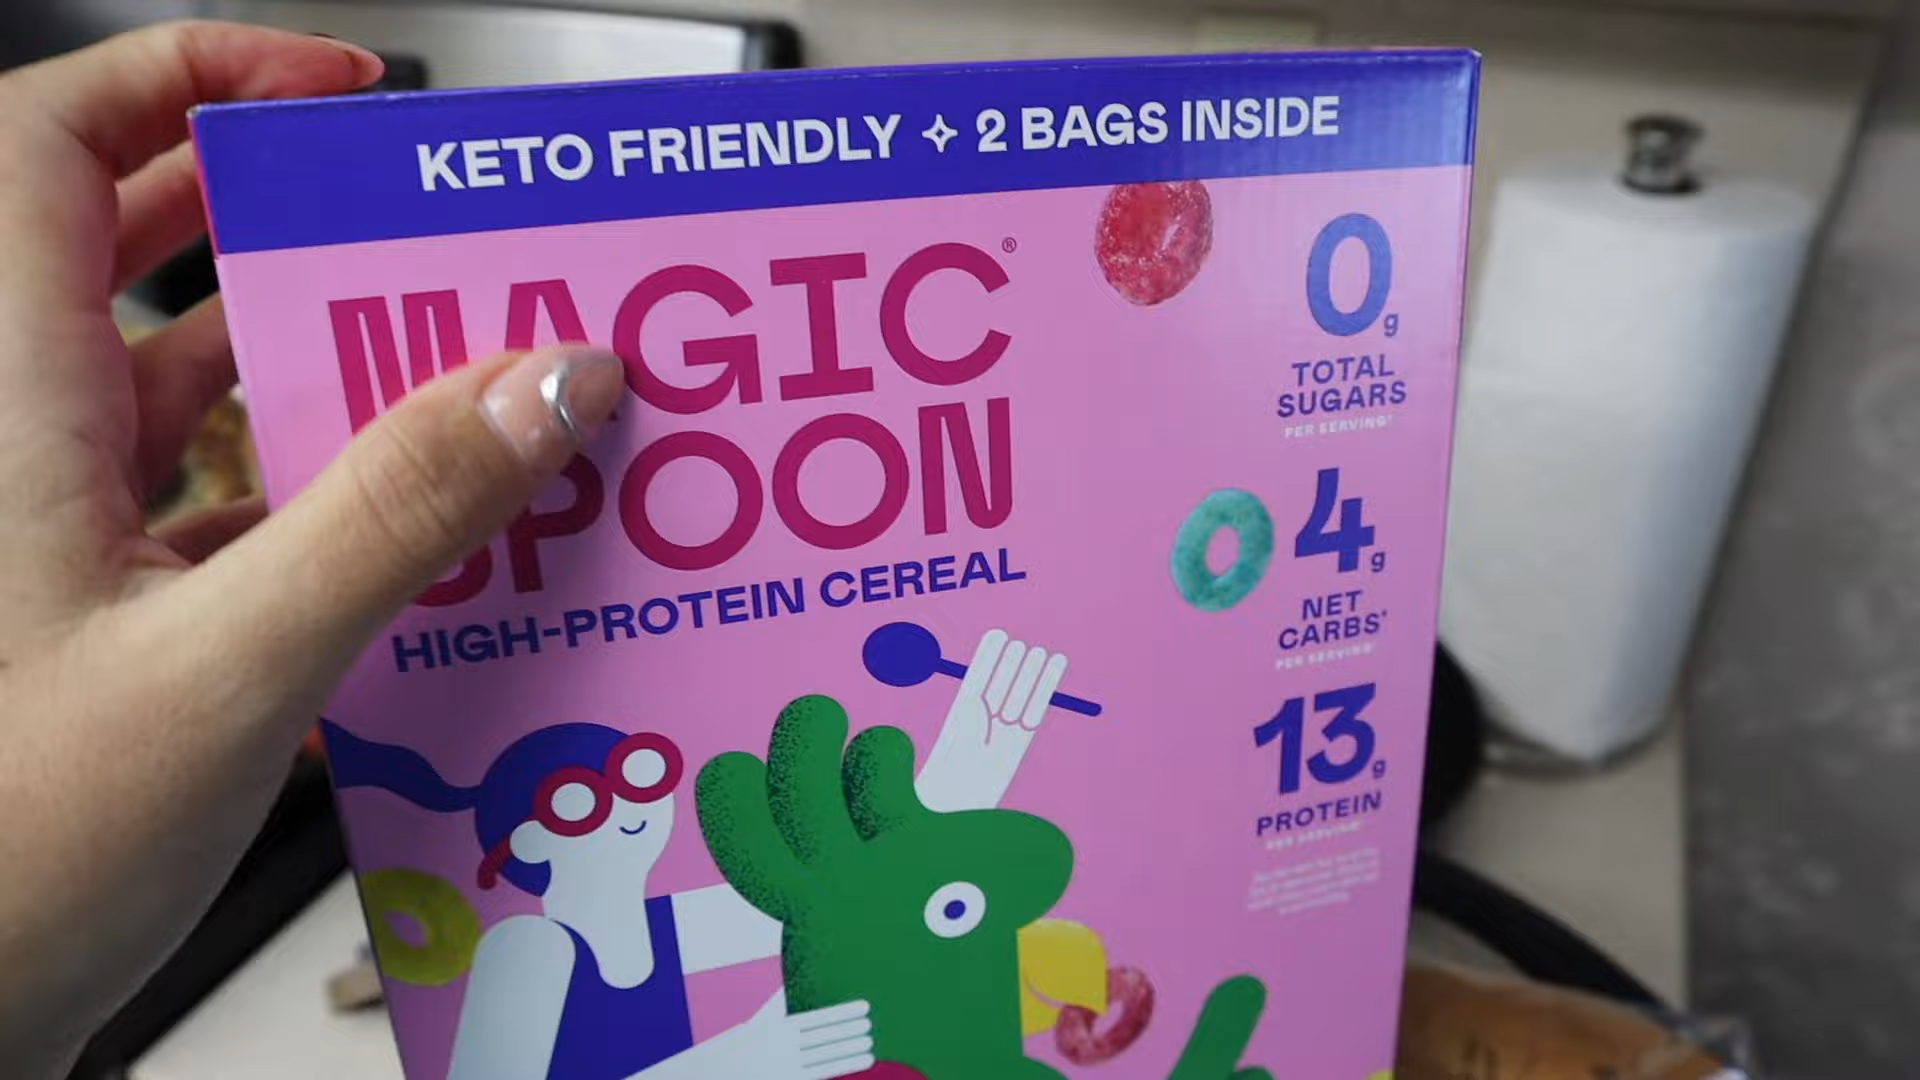 KETO FRIENDLY ✧ 2 BAGS INSIDE
MAGIC®
SPOON
HIGH-PROTEIN CEREAL
0g
TOTAL
SUGARS
PER SERVING*
4g
NET
CARBS*
PER SERVING*
13g
PROTEIN
PER SERVING*